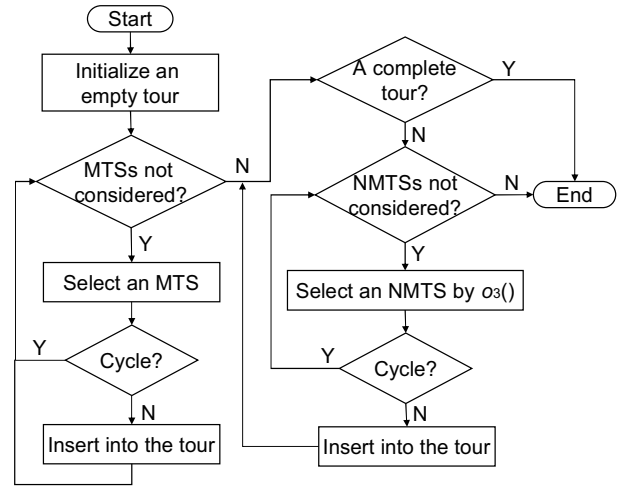 Start
Initialize an
empty tour
MTSs not
considered?
N
Y
Select an MTS
Y
Cycle?
N
Insert into the tour
A complete
tour?
Y
N
NMTSs not
considered?
N
End
Y
Select an NMTS by o₃()
Y
Cycle?
N
Insert into the tour